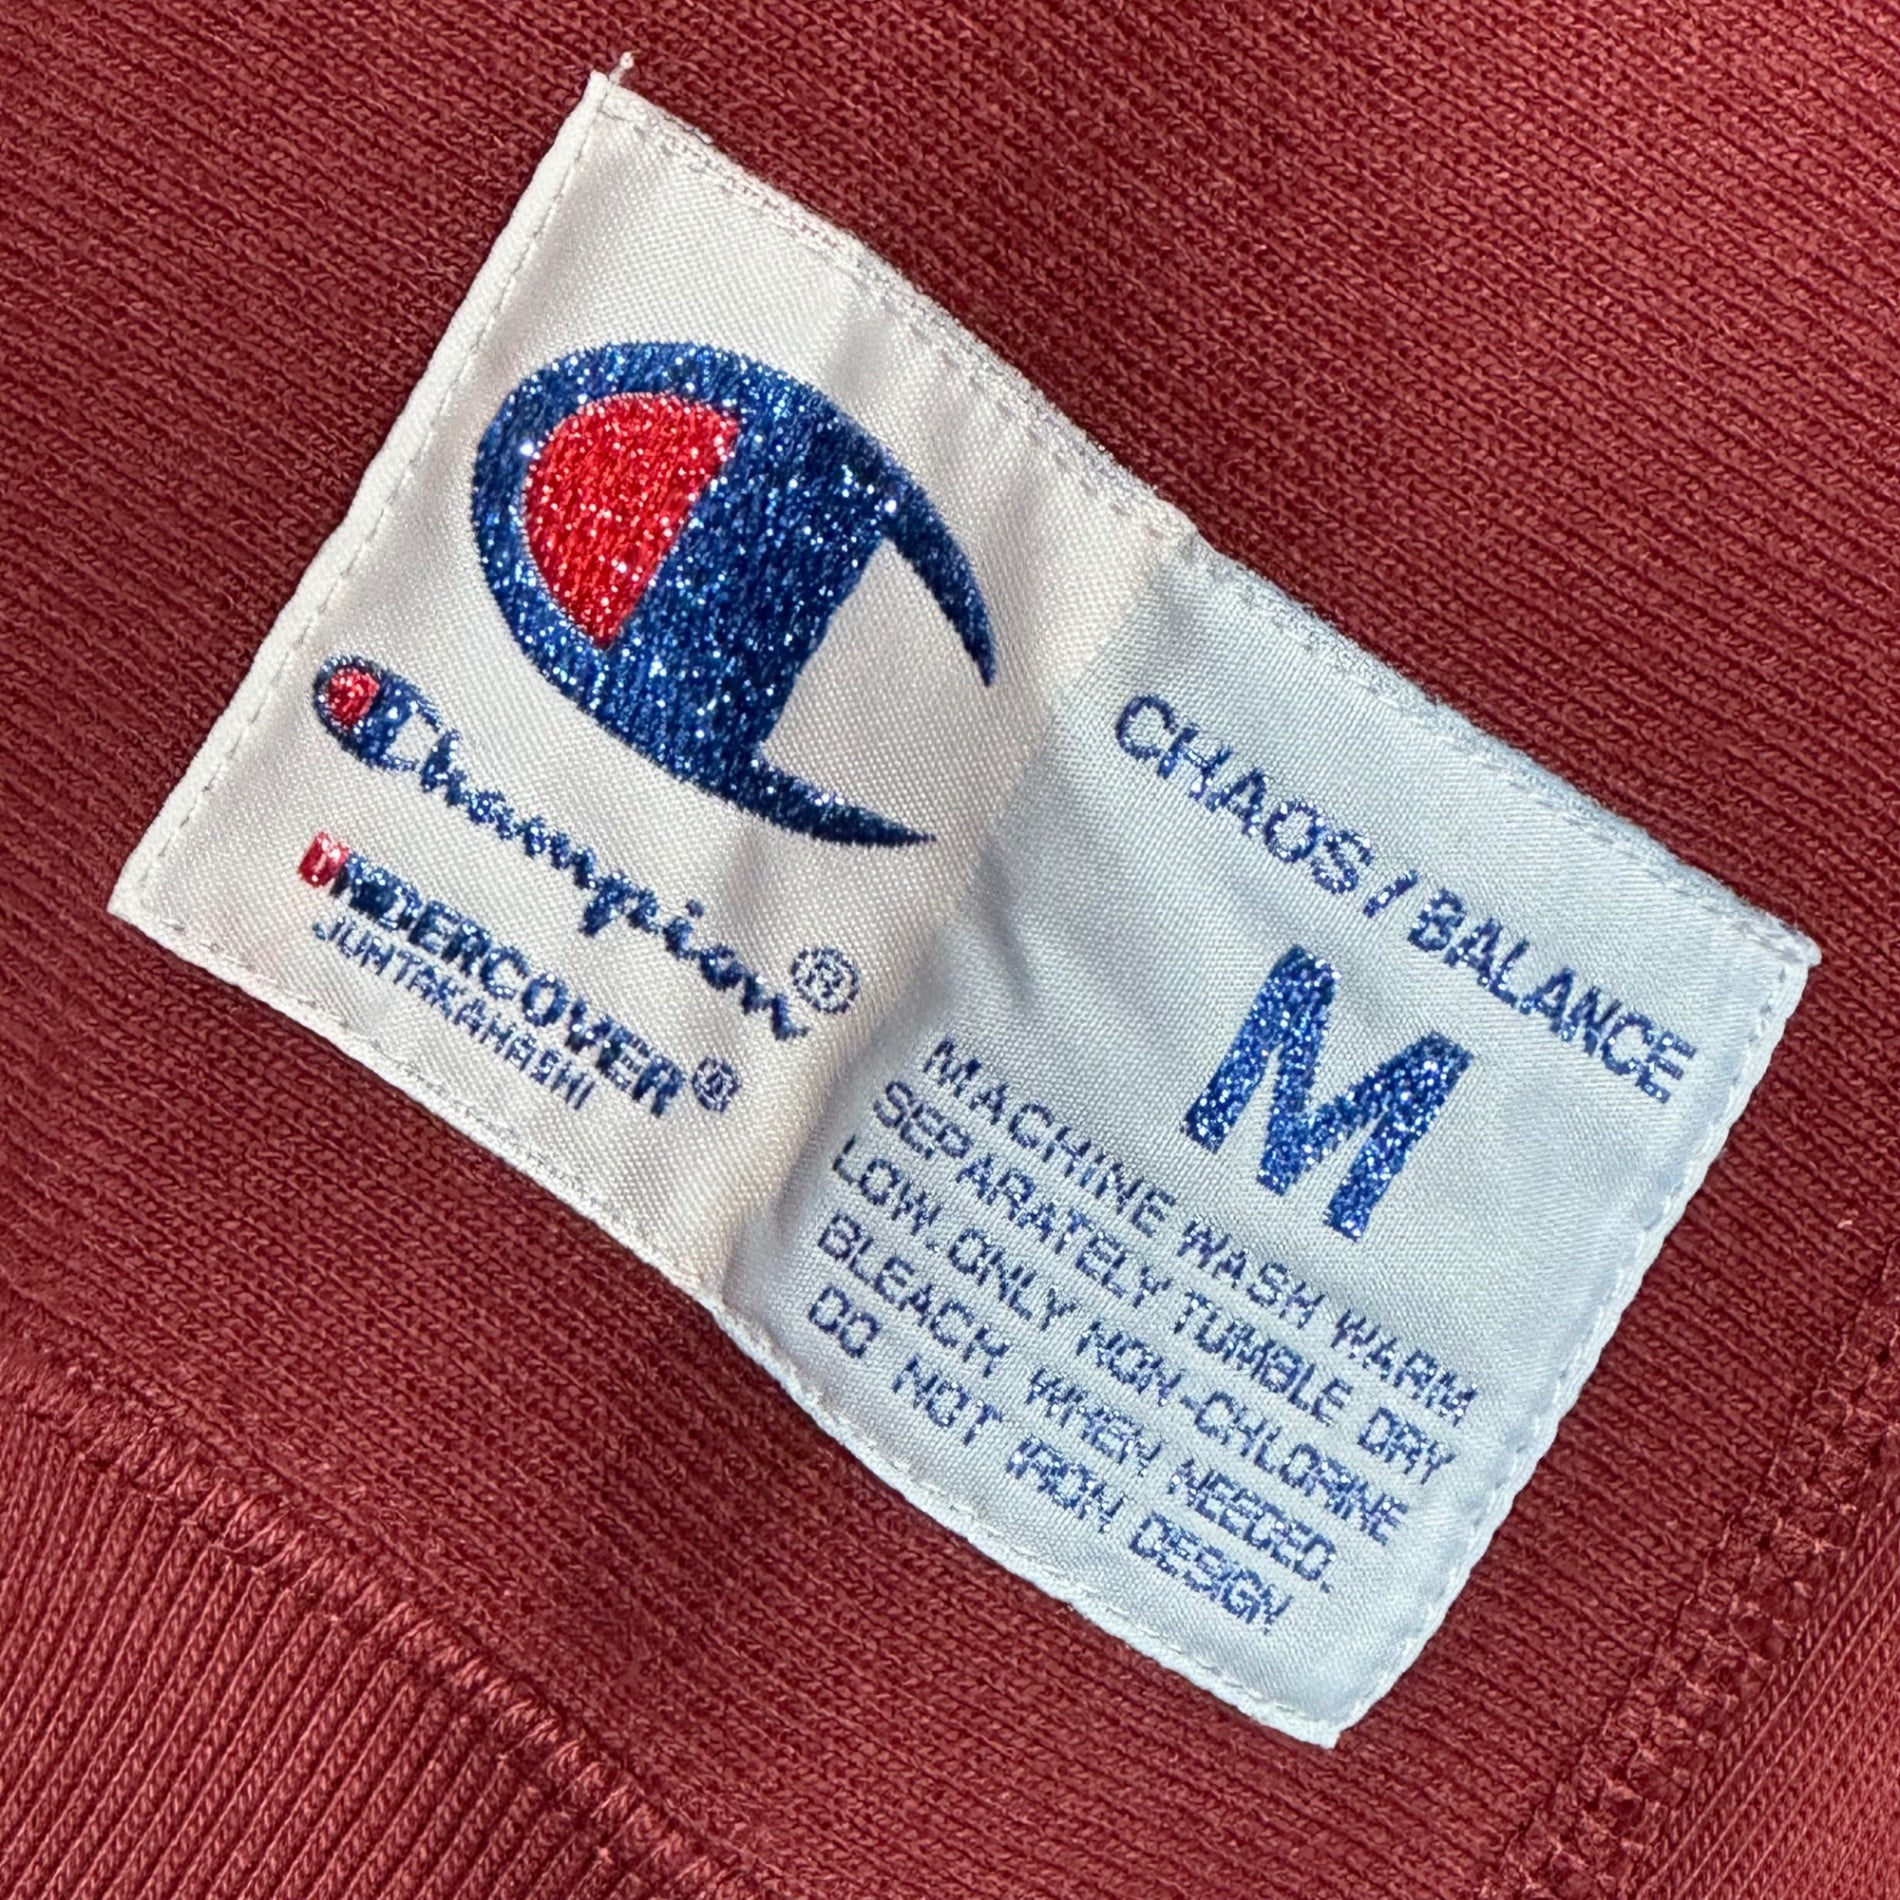 Champion®
UNDERCOVER®
JUNTAKAHASHI
CHAOS / BALANCE
M
MACHINE WASH WARM
SEPARATELY TUMBLE DRY
LOW. ONLY NON-CHLORINE
BLEACH WHEN NEEDED.
DO NOT IRON DESIGN